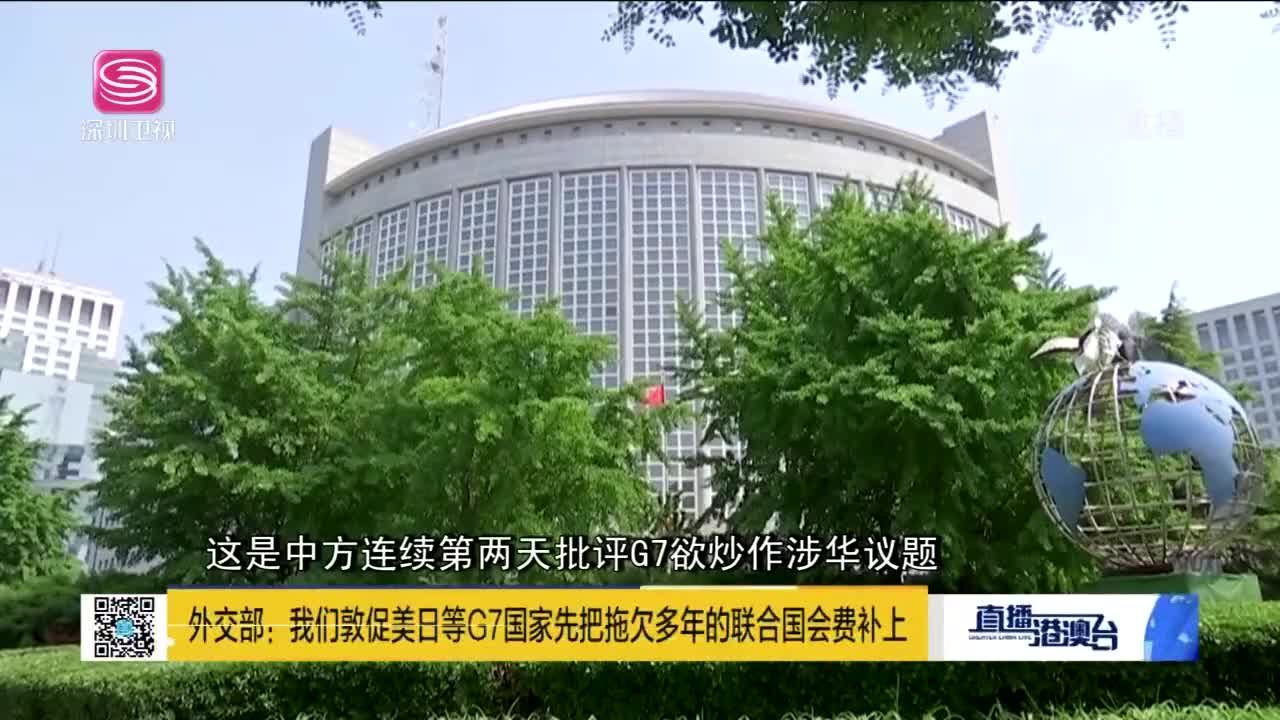 深圳卫视
直播
这是中方连续第两天批评G7欲炒作涉华议题
外交部：我们敦促美日等G7国家先把拖欠多年的联合国会费补上
直播港澳台